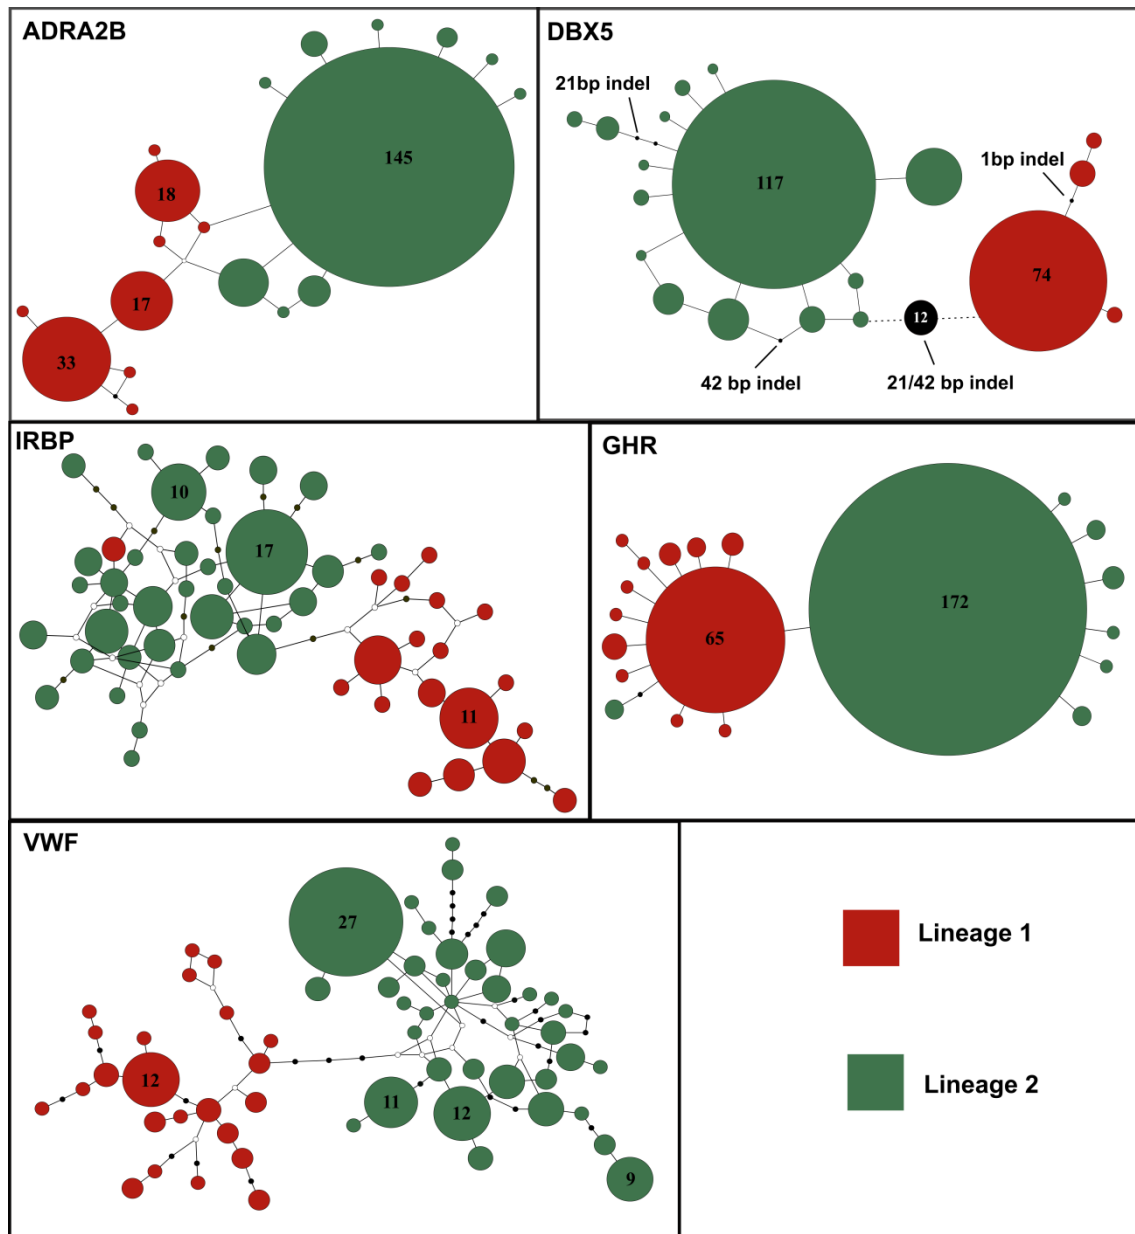 ADRA2B
145
18
17
33
DBX5
21bp indel
117
1bp indel
74
12
42 bp indel
21/42 bp indel
IRBP
10
17
11
GHR
65
172
VWF
27
12
11
12
9
Lineage 1
Lineage 2